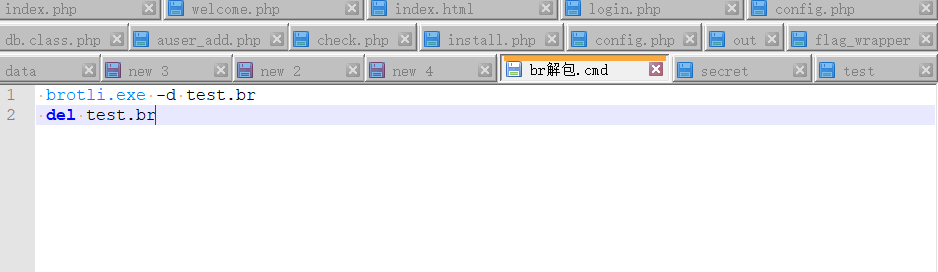 index.php welcome.php index.html login.php config.php
db.class.php auser_add.php check.php install.php config.php out flag_wrapper
data new 3 new 2 new 4 br解包.cmd secret test
1 brotli.exe -d test.br
2 del test.br